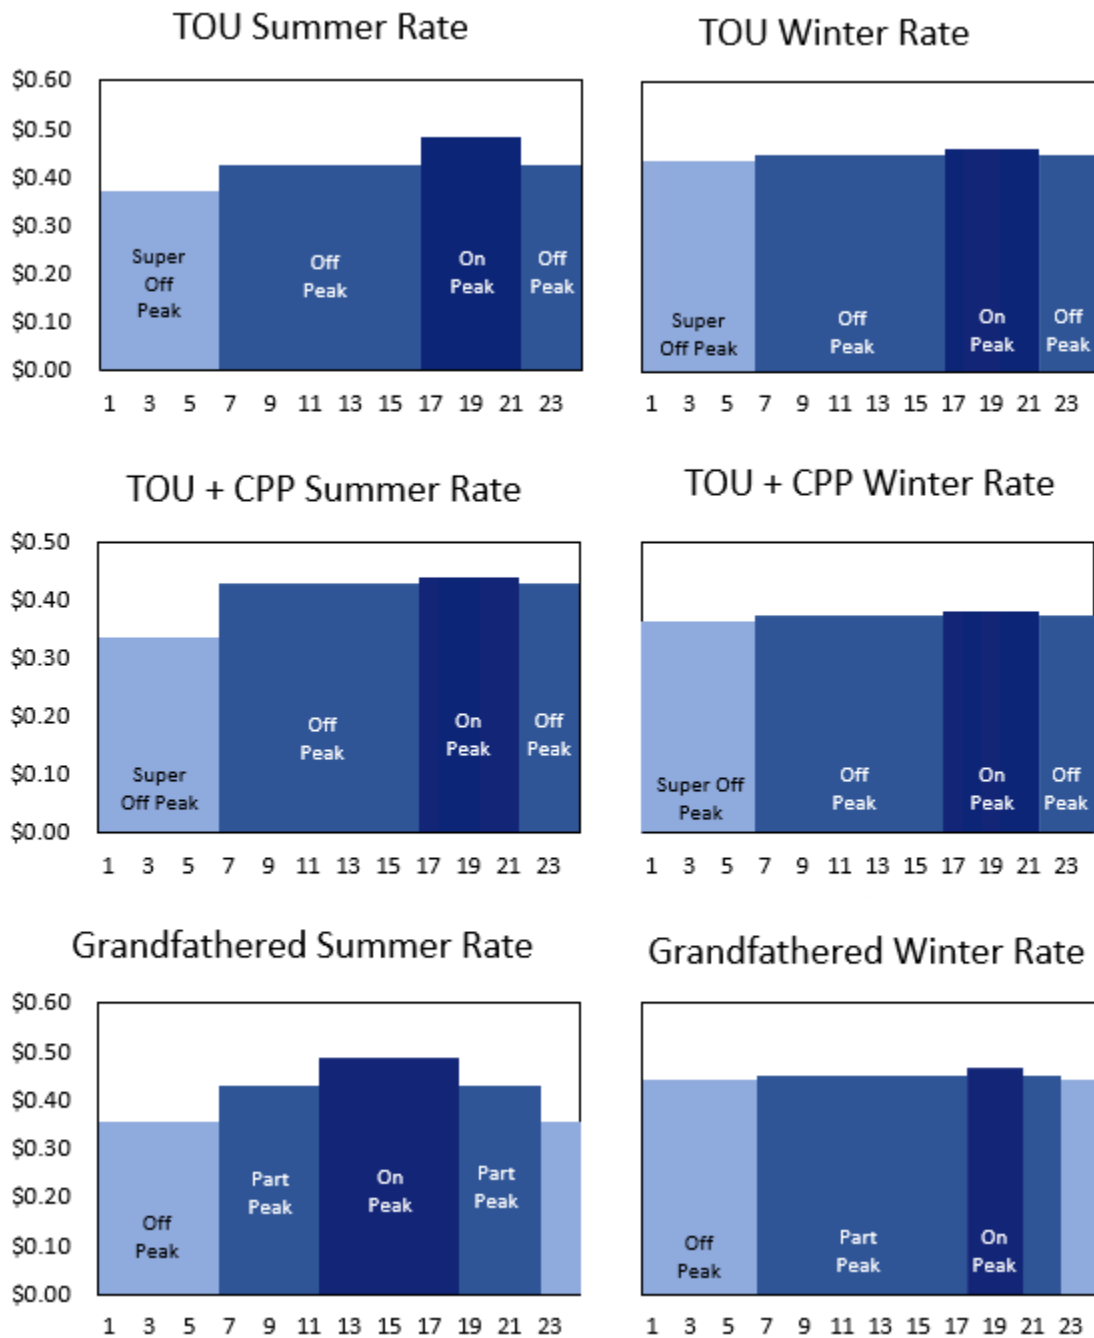 TOU Summer Rate
$0.60
$0.50
$0.40
$0.30
$0.20
$0.10
$0.00
Super
Off
Peak
Off
Peak
On
Peak
Off
Peak
1 3 5 7 9 11 13 15 17 19 21 23
TOU Winter Rate
Super
Off Peak
Off
Peak
On
Peak
Off
Peak
1 3 5 7 9 11 13 15 17 19 21 23
TOU + CPP Summer Rate
$0.50
$0.40
$0.30
$0.20
$0.10
$0.00
Super
Off Peak
Off
Peak
On
Peak
Off
Peak
1 3 5 7 9 11 13 15 17 19 21 23
TOU + CPP Winter Rate
Super Off
Peak
Off
Peak
On
Peak
Off
Peak
1 3 5 7 9 11 13 15 17 19 21 23
Grandfathered Summer Rate
$0.60
$0.50
$0.40
$0.30
$0.20
$0.10
$0.00
Off
Peak
Part
Peak
On
Peak
Part
Peak
1 3 5 7 9 11 13 15 17 19 21 23
Grandfathered Winter Rate
Off
Peak
Part
Peak
On
Peak
1 3 5 7 9 11 13 15 17 19 21 23